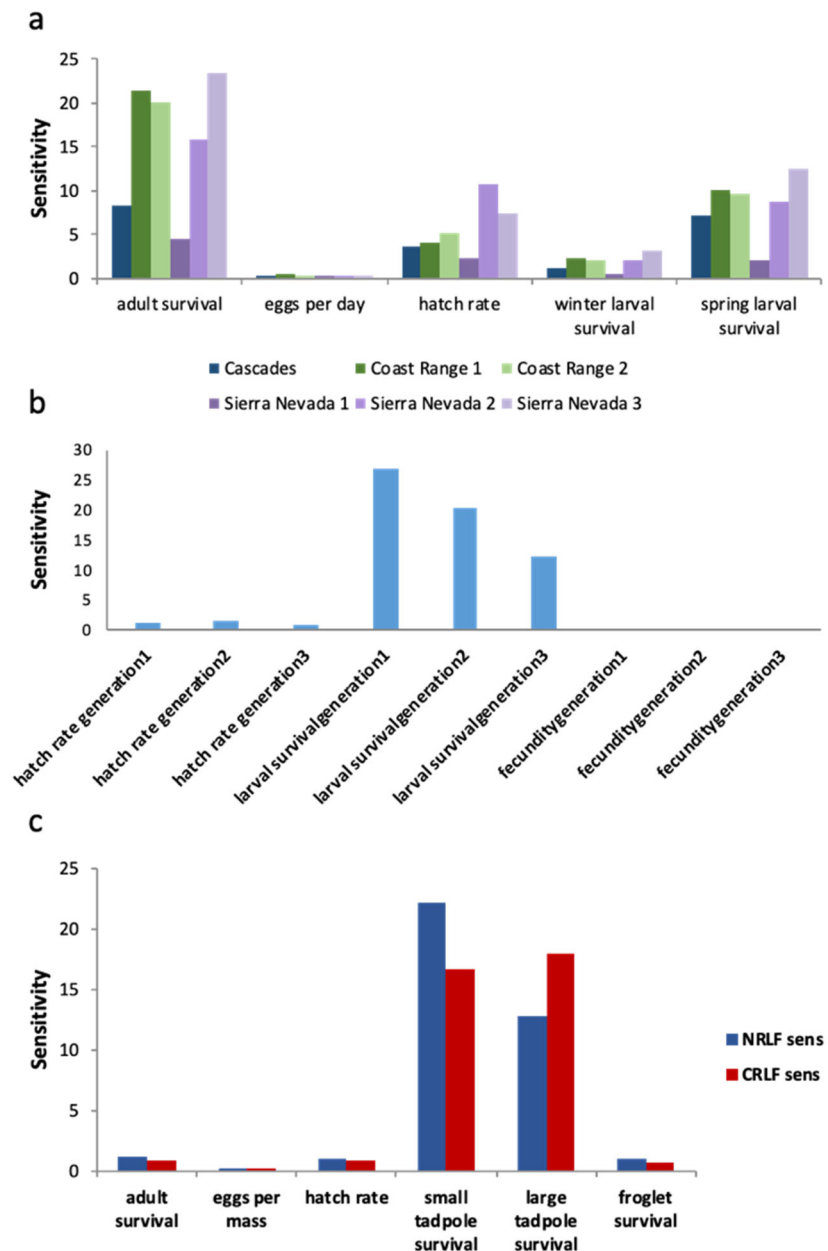 a
25
20
15
10
5
0
Sensitivity
adult survival eggs per day hatch rate winter larval survival spring larval survival
Cascades Coast Range 1 Coast Range 2
Sierra Nevada 1 Sierra Nevada 2 Sierra Nevada 3
b
30
25
20
15
10
5
0
Sensitivity
hatch rate generation1
hatch rate generation2
hatch rate generation3
larval survivalgeneration1
larval survivalgeneration2
larval survivalgeneration3
fecunditygeneration1
fecunditygeneration2
fecunditygeneration3
c
25
20
15
10
5
0
Sensitivity
NRLF sens
CRLF sens
adult survival eggs per mass hatch rate small tadpole survival large tadpole survival froglet survival